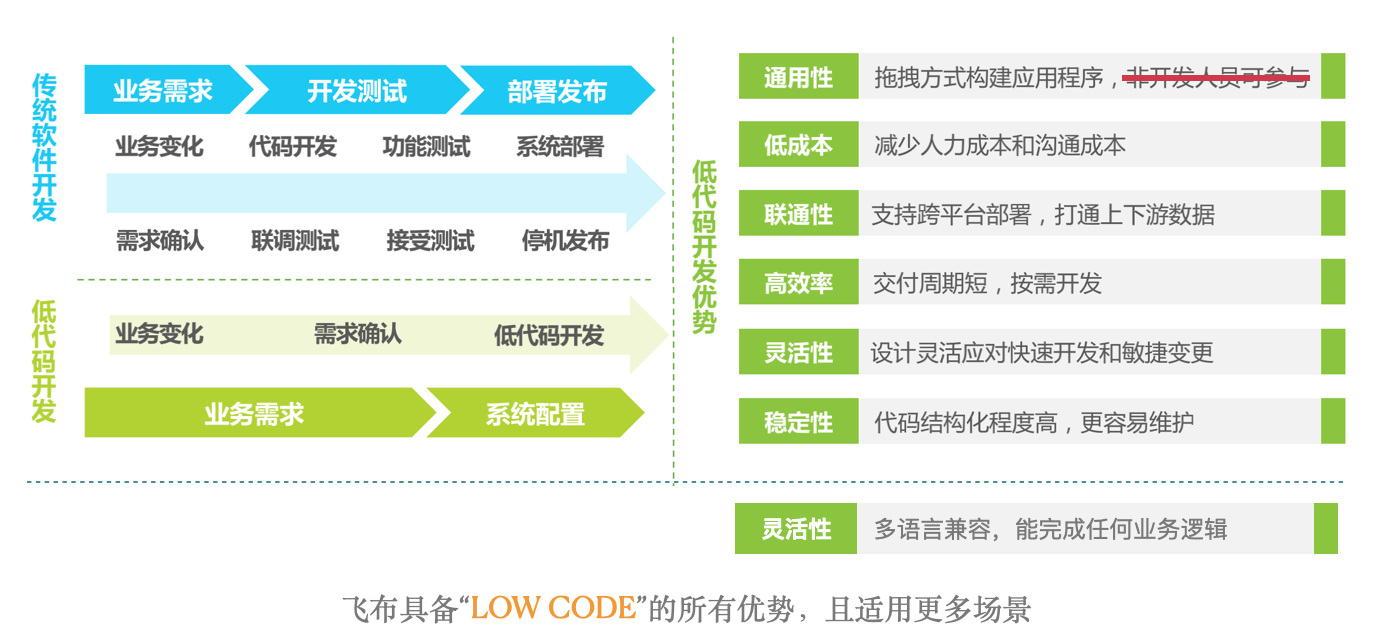 传统软件开发
业务需求
开发测试
部署发布
业务变化
代码开发
功能测试
系统部署
需求确认
联调测试
接受测试
停机发布
低代码开发
业务变化
需求确认
低代码开发
业务需求
系统配置
低代码开发优势
通用性
拖拽方式构建应用程序，非开发人员可参与
低成本
减少人力成本和沟通成本
联通性
支持跨平台部署，打通上下游数据
高效率
交付周期短，按需开发
灵活性
设计灵活应对快速开发和敏捷变更
稳定性
代码结构化程度高，更容易维护
灵活性
多语言兼容，能完成任何业务逻辑
飞布具备“LOW CODE”的所有优势，且适用更多场景